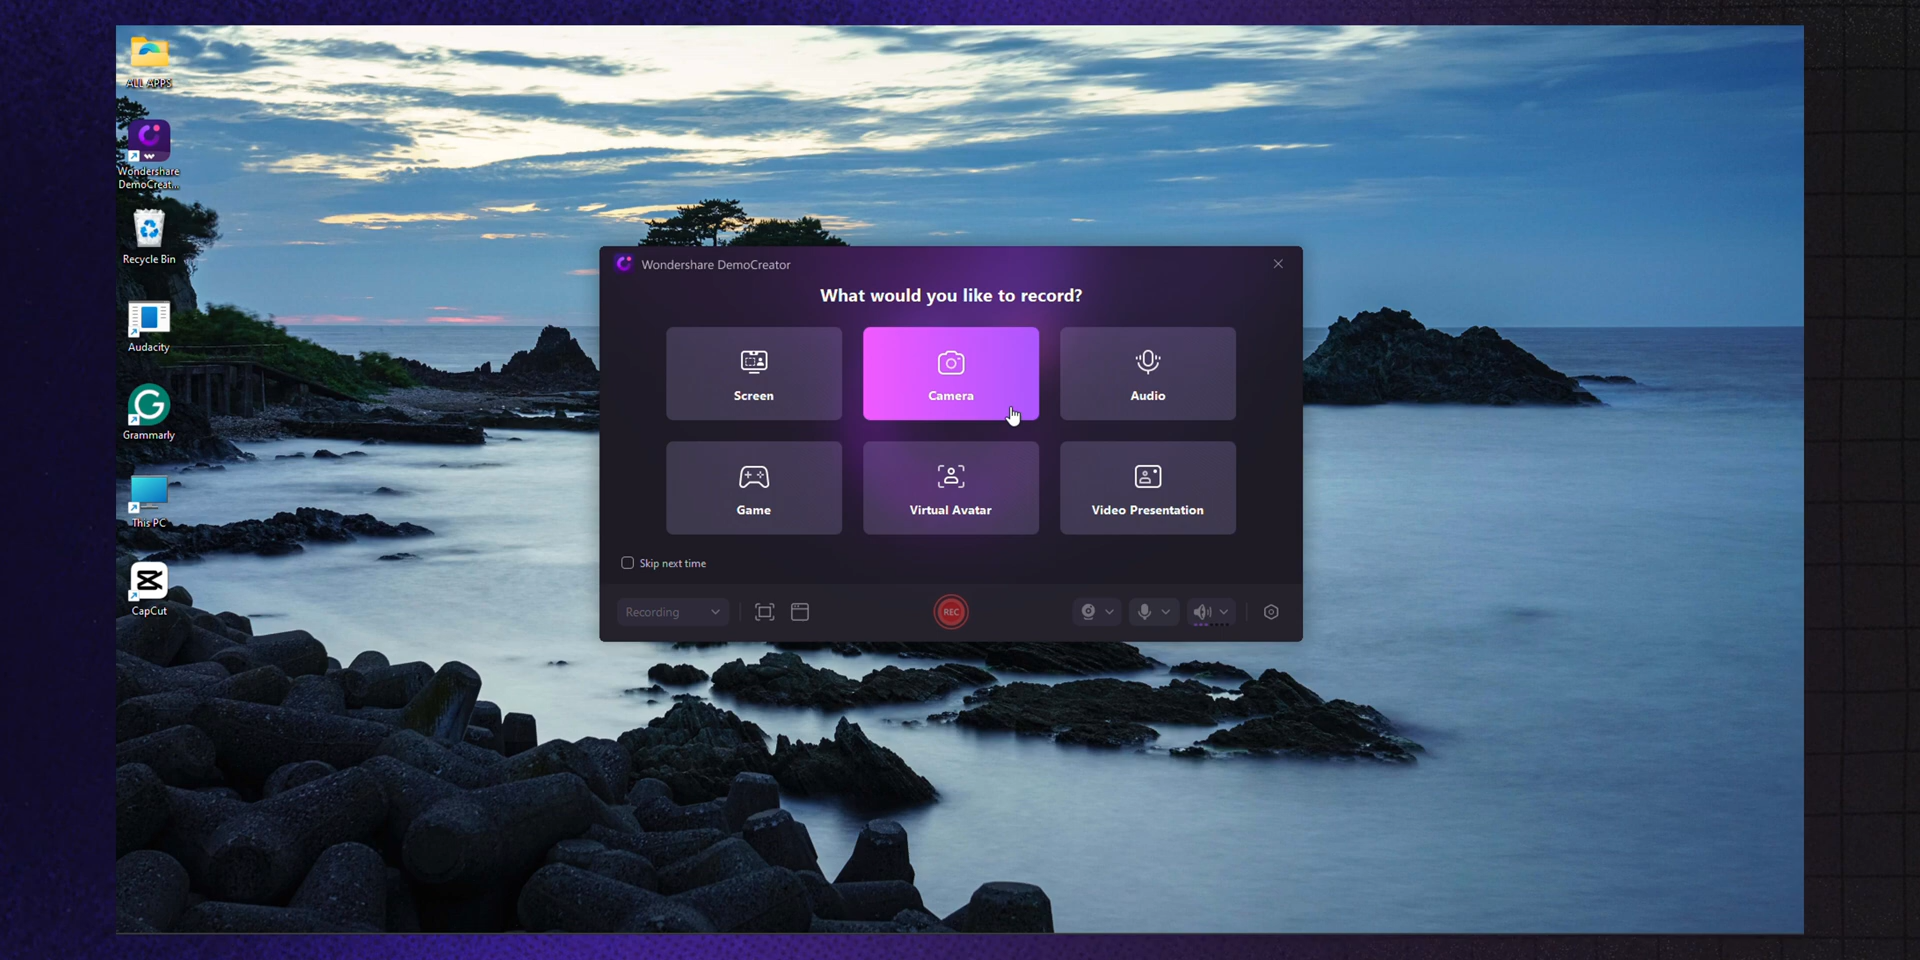 ALL APPS
Wondershare
DemoCreat...
Recycle Bin
Audacity
Grammarly
This PC
CapCut
Wondershare DemoCreator
What would you like to record?
Screen
Camera
Audio
Game
Virtual Avatar
Video Presentation
Skip next time
Recording
REC